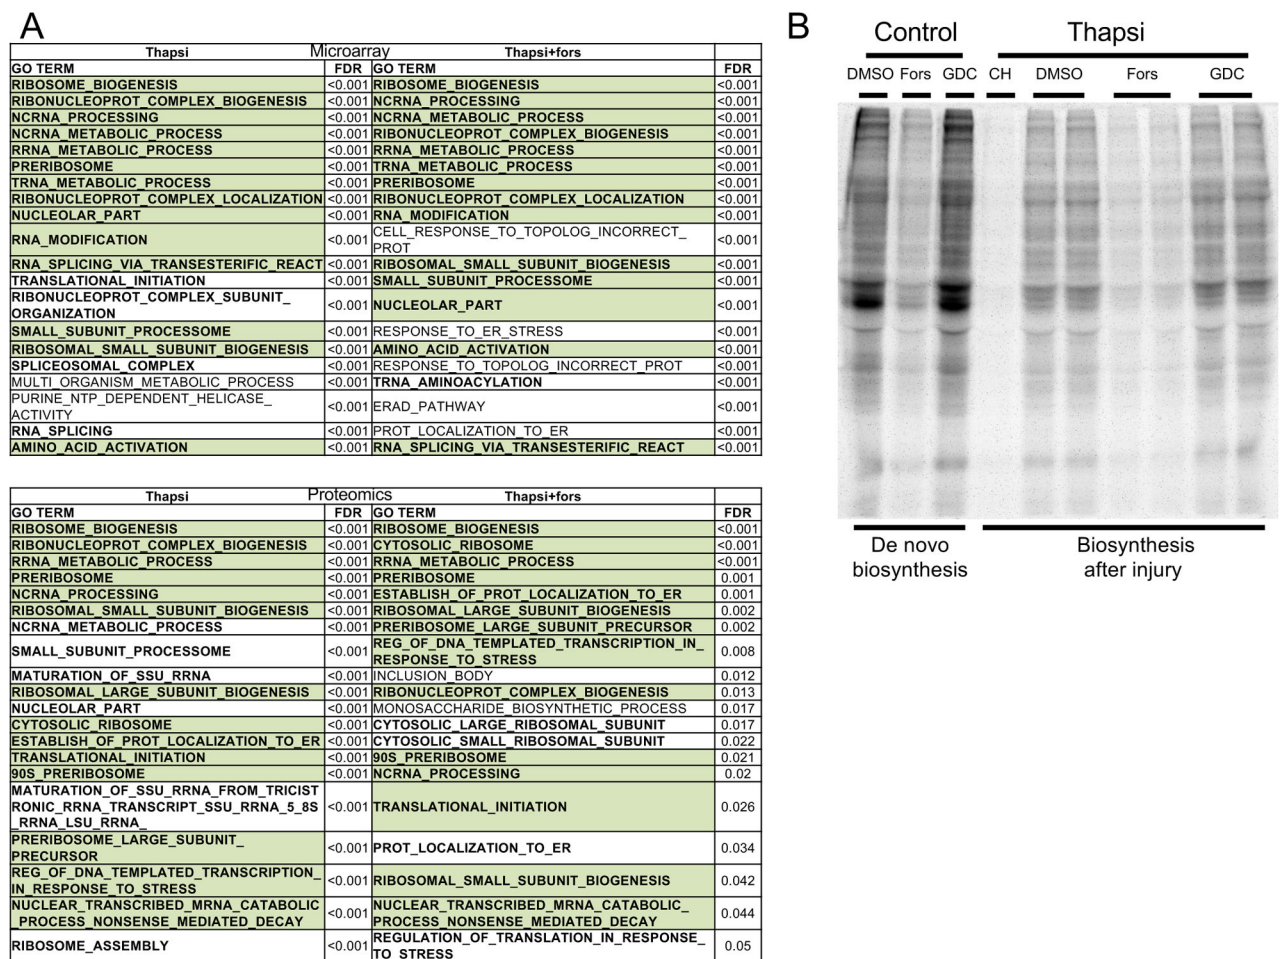 A
Thapsi Microarray Thapsi+fors
GO TERM FDR GO TERM FDR
RIBOSOME_BIOGENESIS <0.001 RIBOSOME_BIOGENESIS <0.001
RIBONUCLEOPROT_COMPLEX_BIOGENESIS <0.001 NCRNA_PROCESSING <0.001
NCRNA_PROCESSING <0.001 NCRNA_METABOLIC_PROCESS <0.001
NCRNA_METABOLIC_PROCESS <0.001 RIBONUCLEOPROT_COMPLEX_BIOGENESIS <0.001
RRNA_METABOLIC_PROCESS <0.001 RRNA_METABOLIC_PROCESS <0.001
PRERIBOSOME <0.001 TRNA_METABOLIC_PROCESS <0.001
TRNA_METABOLIC_PROCESS <0.001 PRERIBOSOME <0.001
RIBONUCLEOPROT_COMPLEX_LOCALIZATION <0.001 RIBONUCLEOPROT_COMPLEX_LOCALIZATION <0.001
NUCLEOLAR_PART <0.001 RNA_MODIFICATION <0.001
RNA_MODIFICATION <0.001 CELL_RESPONSE_TO_TOPOLOG_INCORRECT_
PROT <0.001
RNA_SPLICING_VIA_TRANSESTERIFIC_REACT <0.001 RIBOSOMAL_SMALL_SUBUNIT_BIOGENESIS <0.001
TRANSLATIONAL_INITIATION <0.001 SMALL_SUBUNIT_PROCESSOME <0.001
RIBONUCLEOPROT_COMPLEX_SUBUNIT_
ORGANIZATION <0.001 NUCLEOLAR_PART <0.001
SMALL_SUBUNIT_PROCESSOME <0.001 RESPONSE_TO_ER_STRESS <0.001
RIBOSOMAL_SMALL_SUBUNIT_BIOGENESIS <0.001 AMINO_ACID_ACTIVATION <0.001
SPLICEOSOMAL_COMPLEX <0.001 RESPONSE_TO_TOPOLOG_INCORRECT_PROT <0.001
MULTI_ORGANISM_METABOLIC_PROCESS <0.001 TRNA_AMINOACYLATION <0.001
PURINE_NTP_DEPENDENT_HELICASE_
ACTIVITY <0.001 ERAD_PATHWAY <0.001
RNA_SPLICING <0.001 PROT_LOCALIZATION_TO_ER <0.001
AMINO_ACID_ACTIVATION <0.001 RNA_SPLICING_VIA_TRANSESTERIFIC_REACT <0.001
Thapsi Proteomics Thapsi+fors
GO TERM FDR GO TERM FDR
RIBOSOME_BIOGENESIS <0.001 RIBOSOME_BIOGENESIS <0.001
RIBONUCLEOPROT_COMPLEX_BIOGENESIS <0.001 CYTOSOLIC_RIBOSOME <0.001
RRNA_METABOLIC_PROCESS <0.001 RRNA_METABOLIC_PROCESS <0.001
PRERIBOSOME <0.001 PRERIBOSOME 0.001
NCRNA_PROCESSING <0.001 ESTABLISH_OF_PROT_LOCALIZATION_TO_ER 0.001
RIBOSOMAL_SMALL_SUBUNIT_BIOGENESIS <0.001 RIBOSOMAL_LARGE_SUBUNIT_BIOGENESIS 0.002
NCRNA_METABOLIC_PROCESS <0.001 PRERIBOSOME_LARGE_SUBUNIT_PRECURSOR 0.002
SMALL_SUBUNIT_PROCESSOME <0.001 REG_OF_DNA_TEMPLATED_TRANSCRIPTION_IN_
RESPONSE_TO_STRESS 0.008
MATURATION_OF_SSU_RRNA <0.001 INCLUSION_BODY 0.012
RIBOSOMAL_LARGE_SUBUNIT_BIOGENESIS <0.001 RIBONUCLEOPROT_COMPLEX_BIOGENESIS 0.013
NUCLEOLAR_PART <0.001 MONOSACCHARIDE_BIOSYNTHETIC_PROCESS 0.017
CYTOSOLIC_RIBOSOME <0.001 CYTOSOLIC_LARGE_RIBOSOMAL_SUBUNIT 0.017
ESTABLISH_OF_PROT_LOCALIZATION_TO_ER <0.001 CYTOSOLIC_SMALL_RIBOSOMAL_SUBUNIT 0.022
TRANSLATIONAL_INITIATION <0.001 90S_PRERIBOSOME 0.021
90S_PRERIBOSOME <0.001 NCRNA_PROCESSING 0.02
MATURATION_OF_SSU_RRNA_FROM_TRICIST
RONIC_RRNA_TRANSCRIPT_SSU_RRNA_5_8S
_RRNA_LSU_RRNA_ <0.001 TRANSLATIONAL_INITIATION 0.026
PRERIBOSOME_LARGE_SUBUNIT_
PRECURSOR <0.001 PROT_LOCALIZATION_TO_ER 0.034
REG_OF_DNA_TEMPLATED_TRANSCRIPTION_
IN_RESPONSE_TO_STRESS <0.001 RIBOSOMAL_SMALL_SUBUNIT_BIOGENESIS 0.042
NUCLEAR_TRANSCRIBED_MRNA_CATABOLIC
_PROCESS_NONSENSE_MEDIATED_DECAY <0.001 NUCLEAR_TRANSCRIBED_MRNA_CATABOLIC_
PROCESS_NONSENSE_MEDIATED_DECAY 0.044
RIBOSOME_ASSEMBLY <0.001 REGULATION_OF_TRANSLATION_IN_RESPONSE_
TO_STRESS 0.05
B
Control Thapsi
DMSO Fors GDC CH DMSO Fors GDC
De novo
biosynthesis
Biosynthesis
after injury